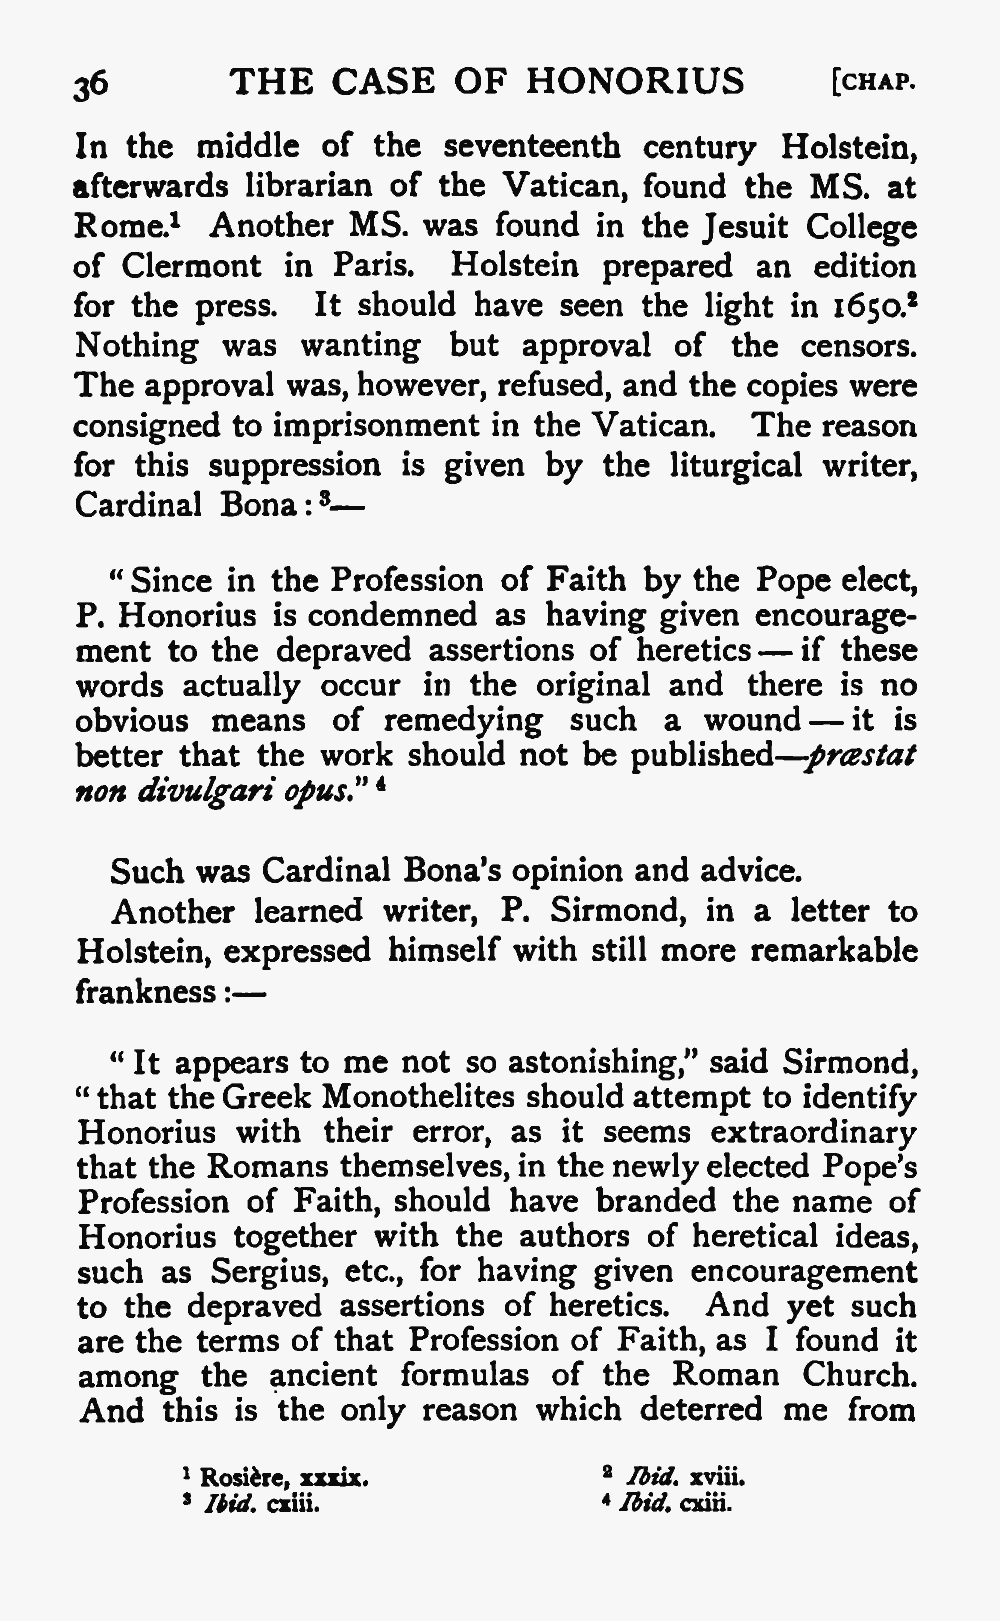 36 THE CASE OF HONORIUS [CHAP.
In the middle of the seventeenth century Holstein,
afterwards librarian of the Vatican, found the MS. at
Rome.¹ Another MS. was found in the Jesuit College
of Clermont in Paris. Holstein prepared an edition
for the press. It should have seen the light in 1650.²
Nothing was wanting but approval of the censors.
The approval was, however, refused, and the copies were
consigned to imprisonment in the Vatican. The reason
for this suppression is given by the liturgical writer,
Cardinal Bona :³—
“Since in the Profession of Faith by the Pope elect,
P. Honorius is condemned as having given encourage-
ment to the depraved assertions of heretics — if these
words actually occur in the original and there is no
obvious means of remedying such a wound — it is
better that the work should not be published—præstat
non divulgari opus.” ⁴
Such was Cardinal Bona's opinion and advice.
Another learned writer, P. Sirmond, in a letter to
Holstein, expressed himself with still more remarkable
frankness :—
“It appears to me not so astonishing,” said Sirmond,
“that the Greek Monothelites should attempt to identify
Honorius with their error, as it seems extraordinary
that the Romans themselves, in the newly elected Pope's
Profession of Faith, should have branded the name of
Honorius together with the authors of heretical ideas,
such as Sergius, etc., for having given encouragement
to the depraved assertions of heretics. And yet such
are the terms of that Profession of Faith, as I found it
among the ancient formulas of the Roman Church.
And this is the only reason which deterred me from
¹ Rosière, xxxix. ² Ibid. xviii.
³ Ibid. cxiii. ⁴ Ibid. cxiii.